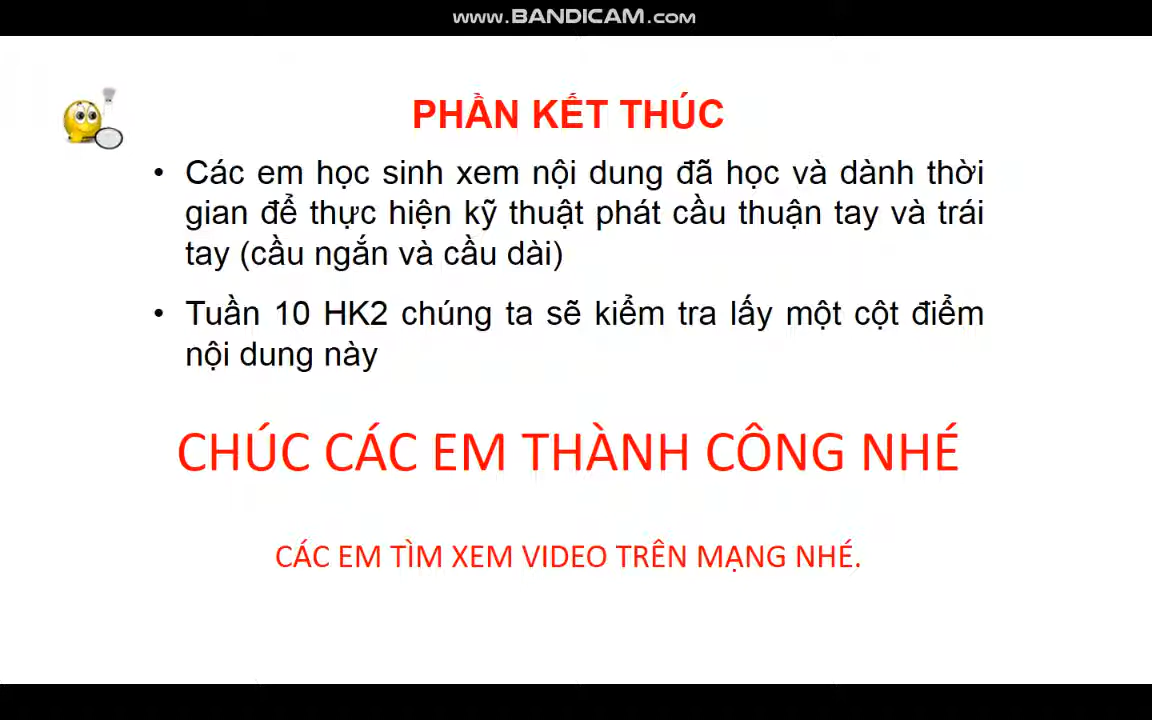 www.BANDICAM.com
PHẦN KẾT THÚC
• Các em học sinh xem nội dung đã học và dành thời
gian để thực hiện kỹ thuật phát cầu thuận tay và trái
tay (cầu ngắn và cầu dài)
• Tuần 10 HK2 chúng ta sẽ kiểm tra lấy một cột điểm
nội dung này
CHÚC CÁC EM THÀNH CÔNG NHÉ
CÁC EM TÌM XEM VIDEO TRÊN MẠNG NHÉ.